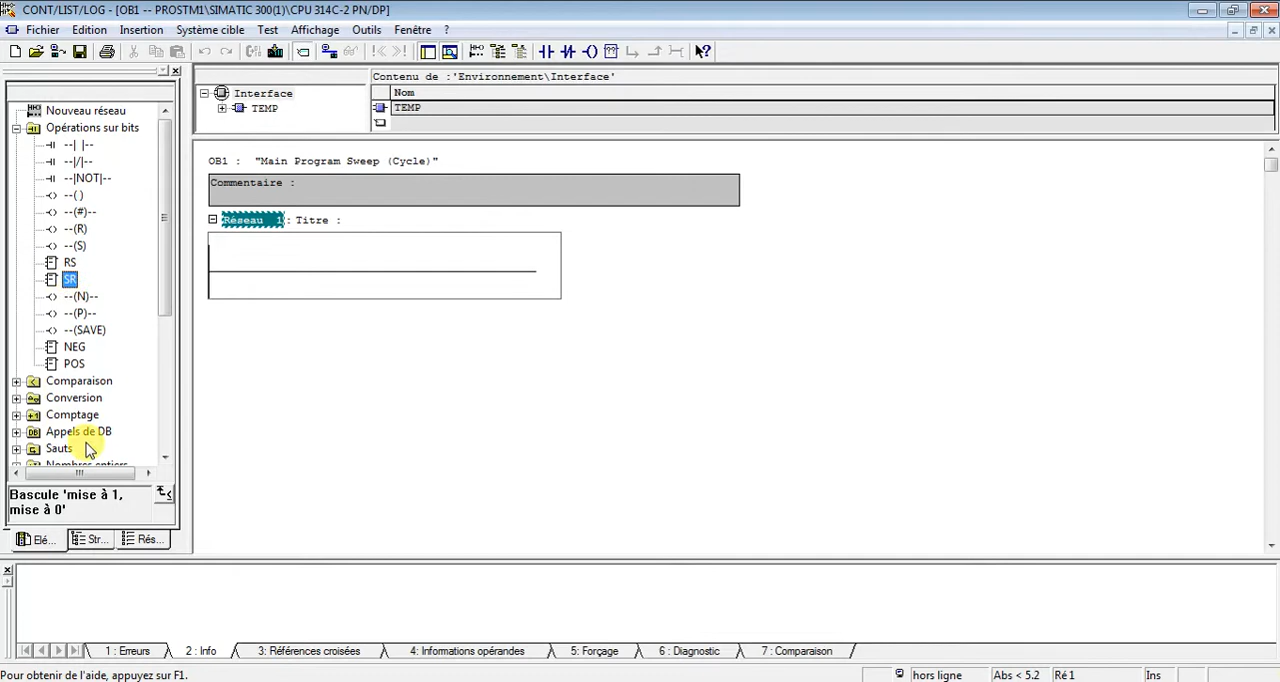 CONT/LIST/LOG - [OB1 -- PROSTM1\SIMATIC 300(1)\CPU 314C-2 PN/DP]
Fichier Edition Insertion Système cible Test Affichage Outils Fenêtre ?
Contenu de :'Environnement\Interface'
Interface
TEMP
Nom
TEMP
Nouveau réseau
Opérations sur bits
--| |--
--|/|--
--|NOT|--
--( )
--(#)--
--(R)
--(S)
RS
SR
--(N)--
--(P)--
--(SAVE)
NEG
POS
Comparaison
Conversion
Comptage
Appels de DB
Sauts
Nombres entiers
Bascule 'mise à 1,
mise à 0'
Elé... Str... Rés...
OB1 : "Main Program Sweep (Cycle)"
Commentaire :
Réseau 1: Titre :
1 : Erreurs 2 : Info 3 : Références croisées 4 : Informations opérandes 5 : Forçage 6 : Diagnostic 7 : Comparaison
Pour obtenir de l'aide, appuyez sur F1. hors ligne Abs < 5.2 Ré 1 Ins